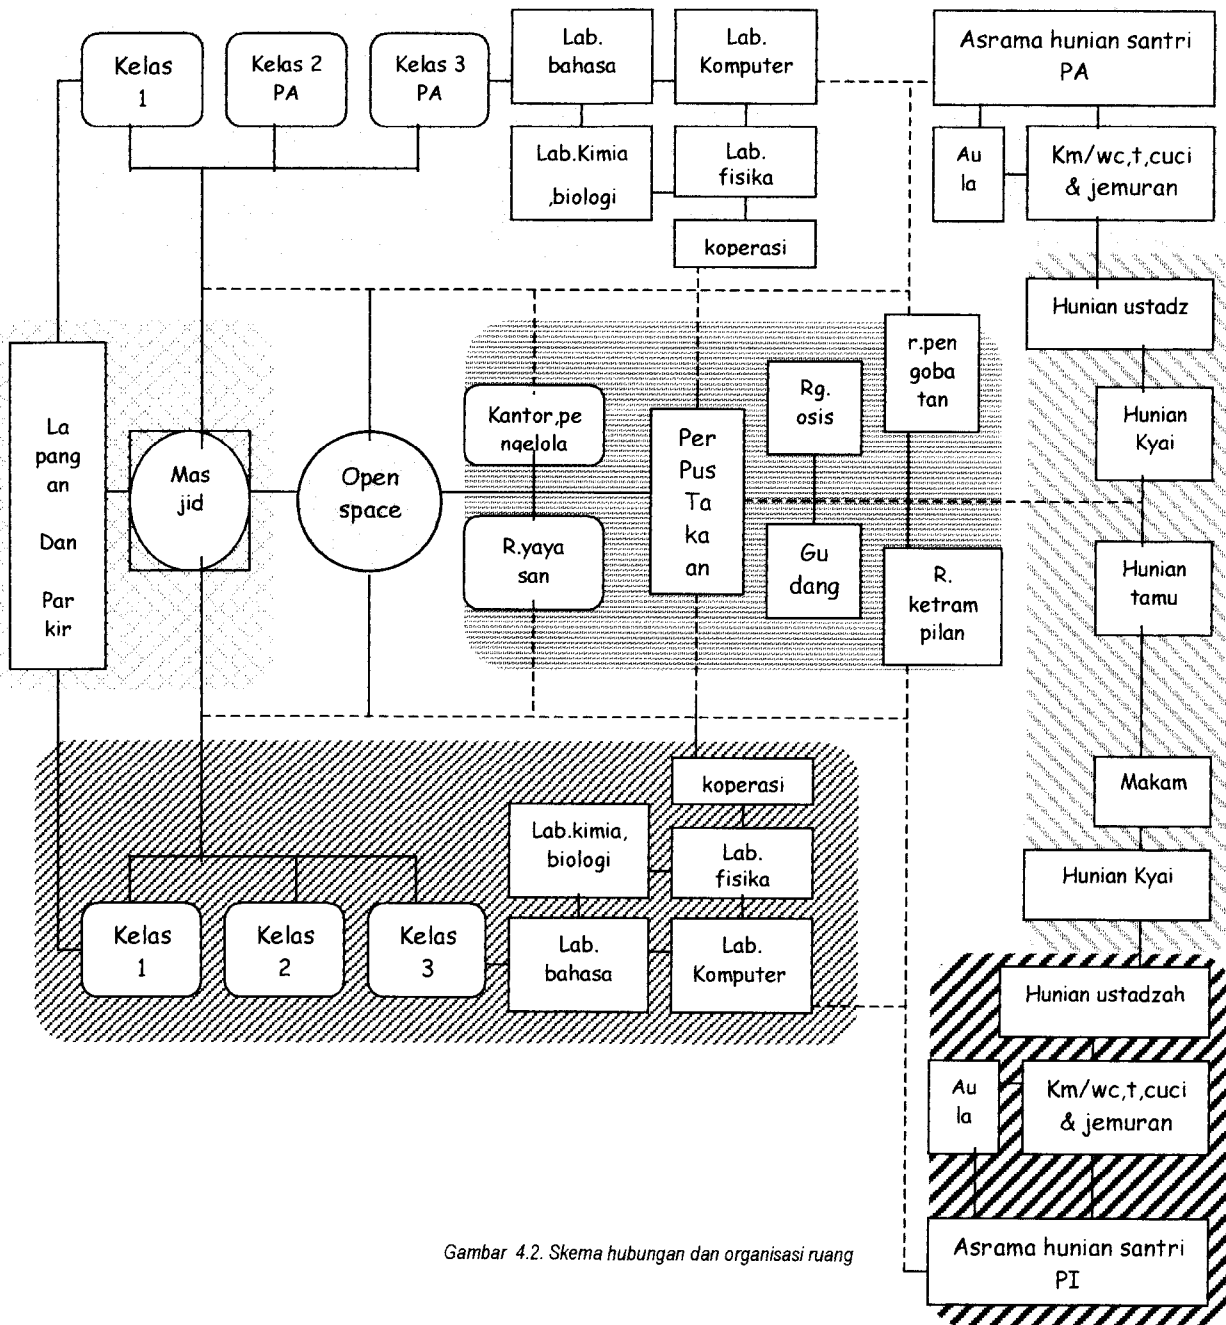 Kelas
1
Kelas 2
PA
Kelas 3
PA
Lab.
bahasa
Lab.
Komputer
Asrama hunian santri
PA
Lab.Kimia
,biologi
Lab.
fisika
Au
la
Km/wc,t,cuci
& jemuran
koperasi
Hunian ustadz
La
pang
an
Dan
Par
kir
Mas
jid
Open
space
Kantor,pe
ngelola
R.yaya
san
Per
Pus
Ta
ka
an
Rg.
osis
Gu
dang
r.pen
goba
tan
R.
ketram
pilan
Hunian
Kyai
Hunian
tamu
Makam
Hunian Kyai
koperasi
Lab.kimia,
biologi
Lab.
fisika
Kelas
1
Kelas
2
Kelas
3
Lab.
bahasa
Lab.
Komputer
Hunian ustadzah
Au
la
Km/wc,t,cuci
& jemuran
Asrama hunian santri
PI
Gambar 4.2. Skema hubungan dan organisasi ruang